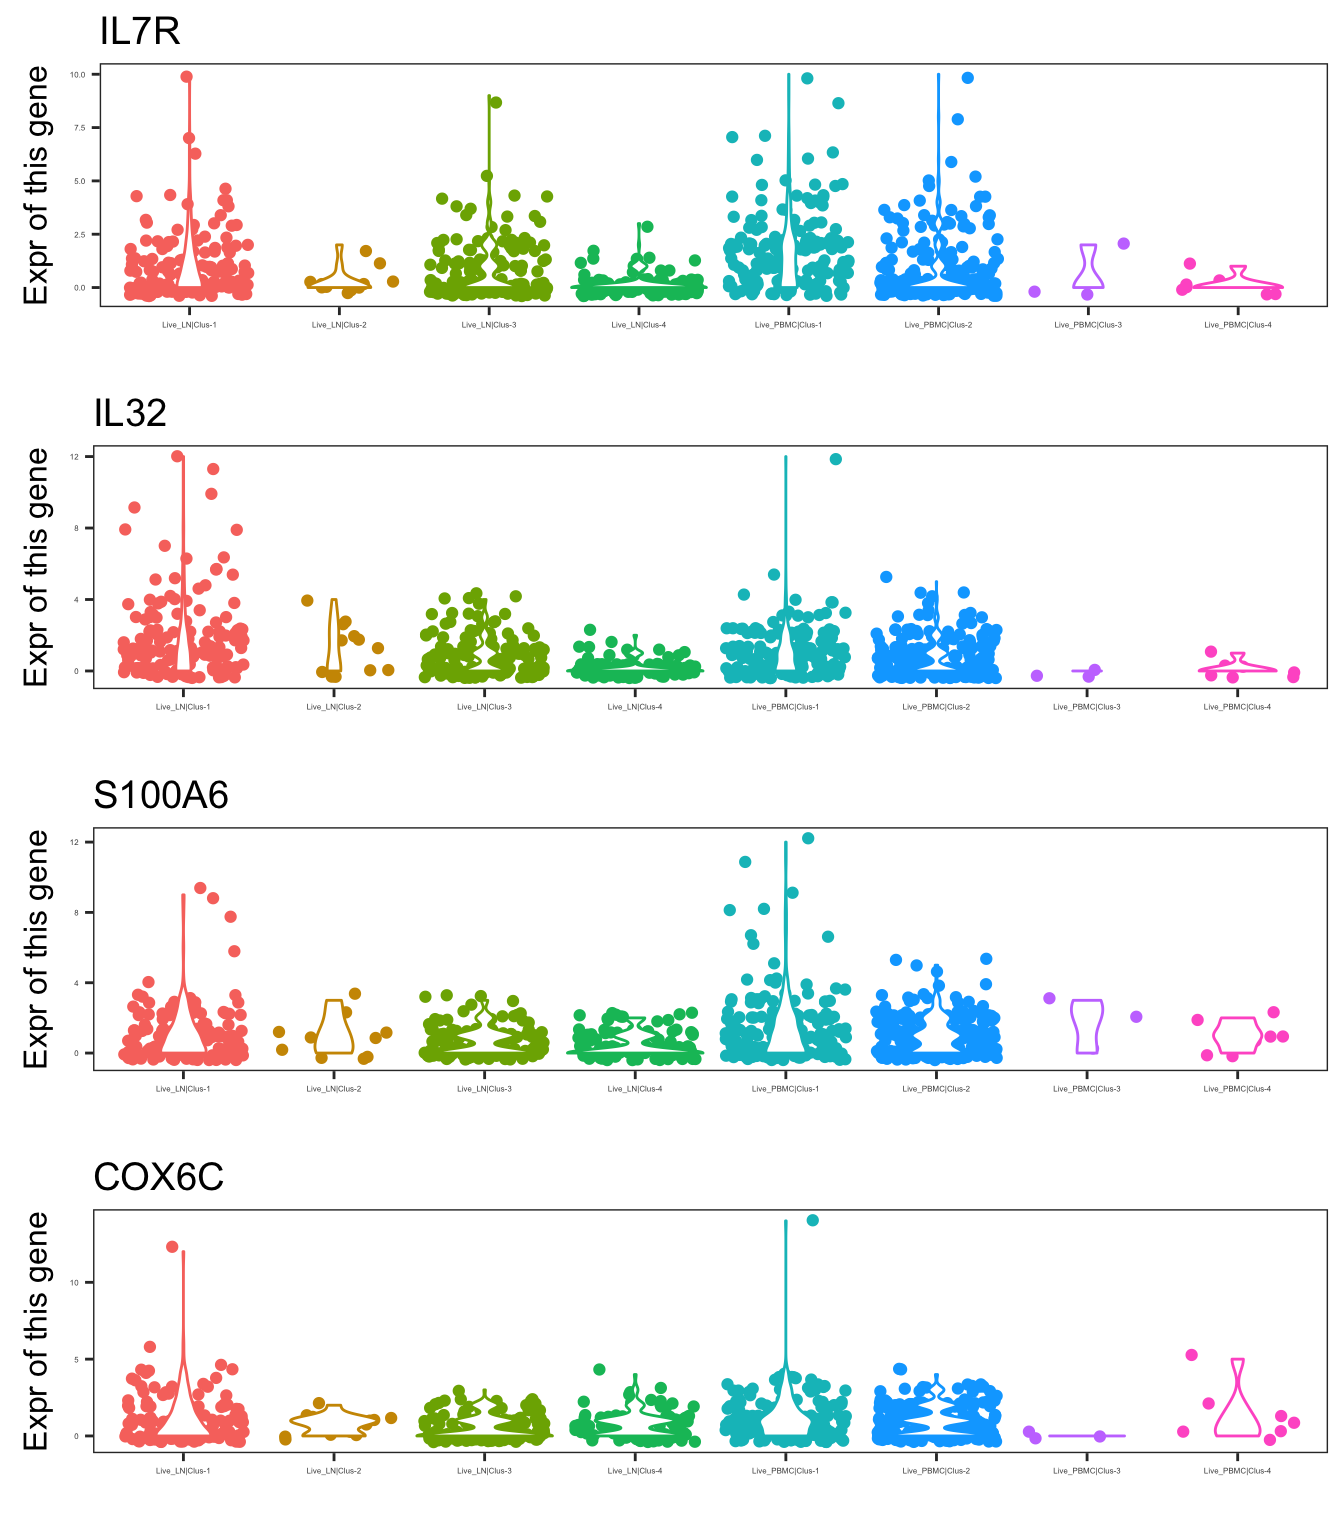 IL7R
Expr of this gene
10.0
7.5
5.0
2.5
0.0
Live_LN|Clus-1 Live_LN|Clus-2 Live_LN|Clus-3 Live_LN|Clus-4 Live_PBMC|Clus-1 Live_PBMC|Clus-2 Live_PBMC|Clus-3 Live_PBMC|Clus-4
IL32
Expr of this gene
12
8
4
0
Live_LN|Clus-1 Live_LN|Clus-2 Live_LN|Clus-3 Live_LN|Clus-4 Live_PBMC|Clus-1 Live_PBMC|Clus-2 Live_PBMC|Clus-3 Live_PBMC|Clus-4
S100A6
Expr of this gene
12
8
4
0
Live_LN|Clus-1 Live_LN|Clus-2 Live_LN|Clus-3 Live_LN|Clus-4 Live_PBMC|Clus-1 Live_PBMC|Clus-2 Live_PBMC|Clus-3 Live_PBMC|Clus-4
COX6C
Expr of this gene
10
5
0
Live_LN|Clus-1 Live_LN|Clus-2 Live_LN|Clus-3 Live_LN|Clus-4 Live_PBMC|Clus-1 Live_PBMC|Clus-2 Live_PBMC|Clus-3 Live_PBMC|Clus-4